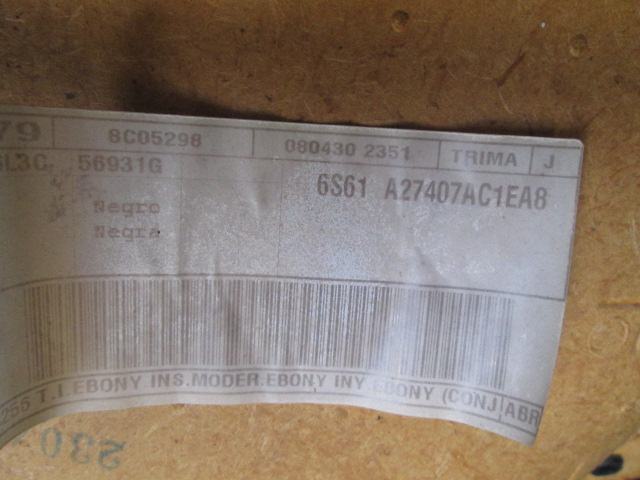 79 8C05298 080430 2351 TRIMA J
6L3C 56931G
6S61 A27407AC1EA8
Negro
Negra
255 T.I.EBONY INS.MODER.EBONY INY.EBONY (CONJ ABR
230